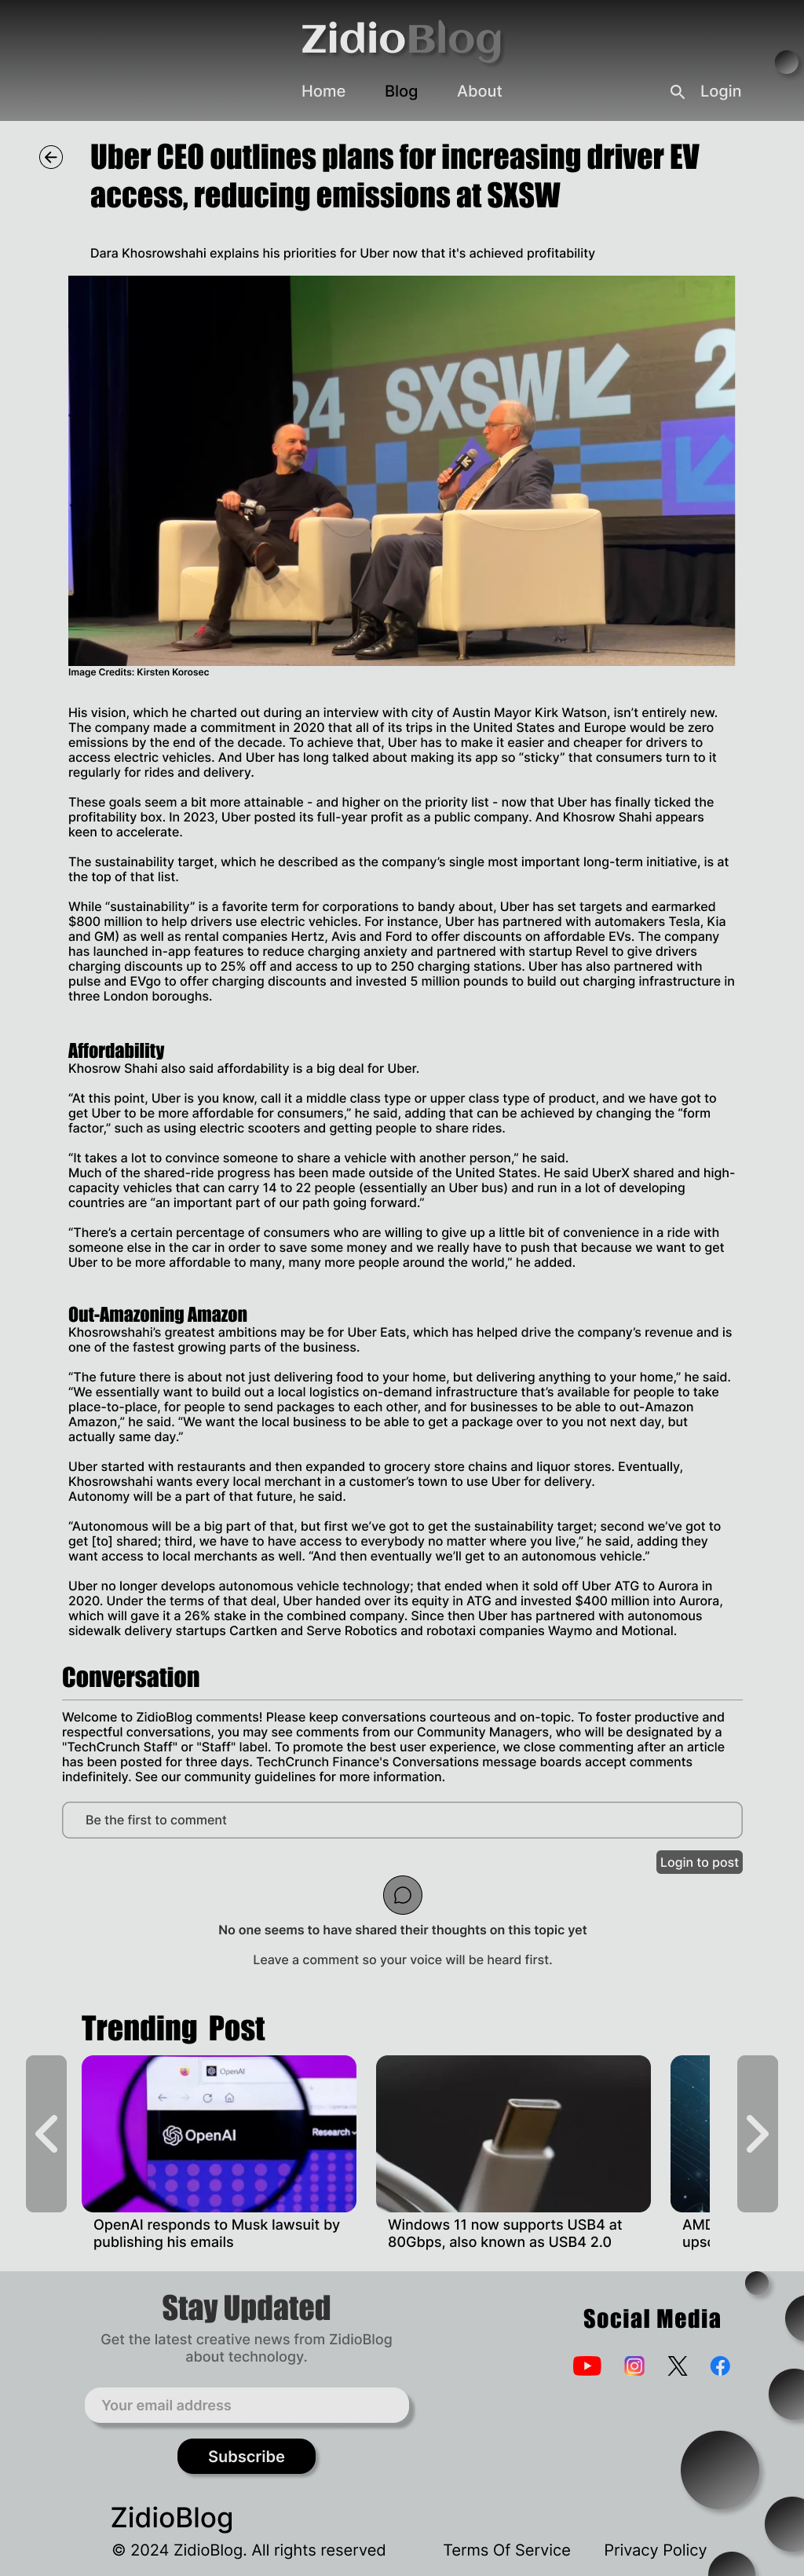 ZidioBlog
Home Blog About Login
Uber CEO outlines plans for increasing driver EV
access, reducing emissions at SXSW
Dara Khosrowshahi explains his priorities for Uber now that it's achieved profitability
24 SXSW 2
Image Credits: Kirsten Korosec
His vision, which he charted out during an interview with city of Austin Mayor Kirk Watson, isn’t entirely new.
The company made a commitment in 2020 that all of its trips in the United States and Europe would be zero
emissions by the end of the decade. To achieve that, Uber has to make it easier and cheaper for drivers to
access electric vehicles. And Uber has long talked about making its app so “sticky” that consumers turn to it
regularly for rides and delivery.
These goals seem a bit more attainable - and higher on the priority list - now that Uber has finally ticked the
profitability box. In 2023, Uber posted its full-year profit as a public company. And Khosrow Shahi appears
keen to accelerate.
The sustainability target, which he described as the company’s single most important long-term initiative, is at
the top of that list.
While “sustainability” is a favorite term for corporations to bandy about, Uber has set targets and earmarked
$800 million to help drivers use electric vehicles. For instance, Uber has partnered with automakers Tesla, Kia
and GM) as well as rental companies Hertz, Avis and Ford to offer discounts on affordable EVs. The company
has launched in-app features to reduce charging anxiety and partnered with startup Revel to give drivers
charging discounts up to 25% off and access to up to 250 charging stations. Uber has also partnered with
pulse and EVgo to offer charging discounts and invested 5 million pounds to build out charging infrastructure in
three London boroughs.
Affordability
Khosrow Shahi also said affordability is a big deal for Uber.
“At this point, Uber is you know, call it a middle class type or upper class type of product, and we have got to
get Uber to be more affordable for consumers,” he said, adding that can be achieved by changing the “form
factor,” such as using electric scooters and getting people to share rides.
“It takes a lot to convince someone to share a vehicle with another person,” he said.
Much of the shared-ride progress has been made outside of the United States. He said UberX shared and high-
capacity vehicles that can carry 14 to 22 people (essentially an Uber bus) and run in a lot of developing
countries are “an important part of our path going forward.”
“There’s a certain percentage of consumers who are willing to give up a little bit of convenience in a ride with
someone else in the car in order to save some money and we really have to push that because we want to get
Uber to be more affordable to many, many more people around the world,” he added.
Out-Amazoning Amazon
Khosrowshahi’s greatest ambitions may be for Uber Eats, which has helped drive the company’s revenue and is
one of the fastest growing parts of the business.
“The future there is about not just delivering food to your home, but delivering anything to your home,” he said.
“We essentially want to build out a local logistics on-demand infrastructure that’s available for people to take
place-to-place, for people to send packages to each other, and for businesses to be able to out-Amazon
Amazon,” he said. “We want the local business to be able to get a package over to you not next day, but
actually same day.”
Uber started with restaurants and then expanded to grocery store chains and liquor stores. Eventually,
Khosrowshahi wants every local merchant in a customer’s town to use Uber for delivery.
Autonomy will be a part of that future, he said.
“Autonomous will be a big part of that, but first we’ve got to get the sustainability target; second we’ve got to
get [to] shared; third, we have to have access to everybody no matter where you live,” he said, adding they
want access to local merchants as well. “And then eventually we’ll get to an autonomous vehicle.”
Uber no longer develops autonomous vehicle technology; that ended when it sold off Uber ATG to Aurora in
2020. Under the terms of that deal, Uber handed over its equity in ATG and invested $400 million into Aurora,
which will gave it a 26% stake in the combined company. Since then Uber has partnered with autonomous
sidewalk delivery startups Cartken and Serve Robotics and robotaxi companies Waymo and Motional.
Conversation
Welcome to ZidioBlog comments! Please keep conversations courteous and on-topic. To foster productive and
respectful conversations, you may see comments from our Community Managers, who will be designated by a
"TechCrunch Staff" or "Staff" label. To promote the best user experience, we close commenting after an article
has been posted for three days. TechCrunch Finance's Conversations message boards accept comments
indefinitely. See our community guidelines for more information.
Be the first to comment
Login to post
No one seems to have shared their thoughts on this topic yet
Leave a comment so your voice will be heard first.
Trending Post
OpenAI
OpenAI Research
OpenAI responds to Musk lawsuit by
publishing his emails
Windows 11 now supports USB4 at
80Gbps, also known as USB4 2.0
AMD
upsc
Stay Updated
Get the latest creative news from ZidioBlog
about technology.
Your email address
Subscribe
Social Media
ZidioBlog
© 2024 ZidioBlog. All rights reserved Terms Of Service Privacy Policy